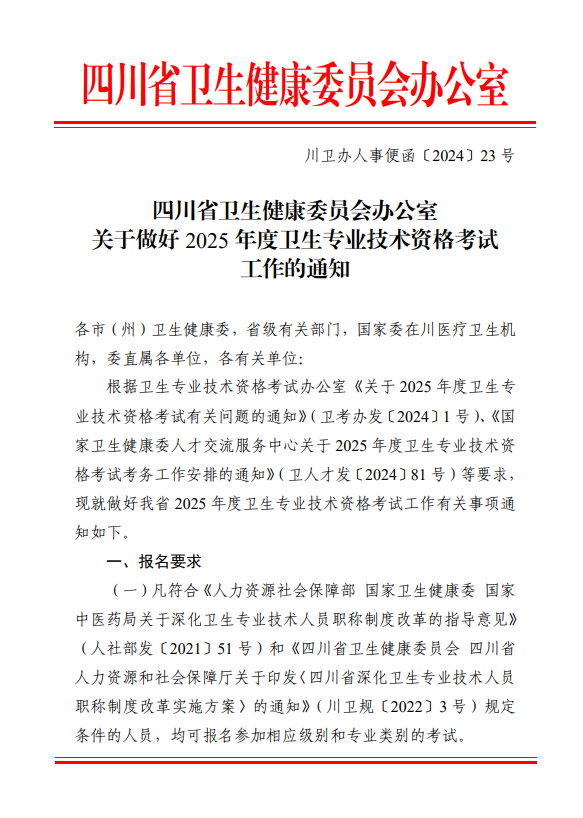 四川省卫生健康委员会办公室
川卫办人事便函〔2024〕23 号
四川省卫生健康委员会办公室
关于做好 2025 年度卫生专业技术资格考试
工作的通知
各市（州）卫生健康委，省级有关部门，国家委在川医疗卫生机
构，委直属各单位，各有关单位：
根据卫生专业技术资格考试办公室《关于 2025 年度卫生专
业技术资格考试有关问题的通知》（卫考办发〔2024〕1 号）、《国
家卫生健康委人才交流服务中心关于 2025 年度卫生专业技术资
格考试考务工作安排的通知》（卫人才发〔2024〕81 号）等要求，
现就做好我省 2025 年度卫生专业技术资格考试工作有关事项通
知如下。
一、报名要求
（一）凡符合《人力资源社会保障部 国家卫生健康委 国家
中医药局关于深化卫生专业技术人员职称制度改革的指导意见》
（人社部发〔2021〕51 号）和《四川省卫生健康委员会 四川省
人力资源和社会保障厅关于印发〈四川省深化卫生专业技术人员
职称制度改革实施方案〉的通知》（川卫规〔2022〕3 号）规定
条件的人员，均可报名参加相应级别和专业类别的考试。